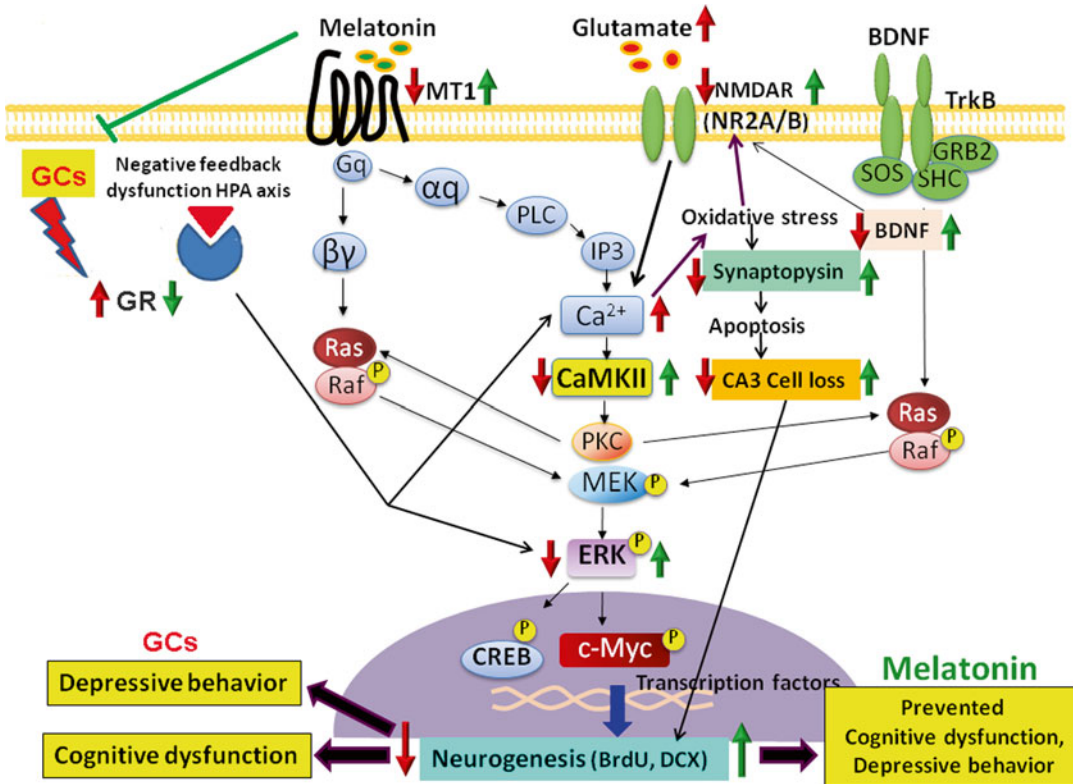 Melatonin
Glutamate
BDNF
MT1
NMDAR
(NR2A/B)
TrkB
GCs
Negative feedback
dysfunction HPA axis
Gq
αq
PLC
IP3
βγ
SOS
GRB2
SHC
Oxidative stress
BDNF
Synaptopysin
GR
Ca2+
Apoptosis
Ras
Raf
P
CaMKII
CA3 Cell loss
Ras
Raf
P
PKC
MEK
P
ERK
P
P
CREB
c-Myc
P
GCs
Depressive behavior
Cognitive dysfunction
Transcription factors
Neurogenesis (BrdU, DCX)
Melatonin
Prevented
Cognitive dysfunction,
Depressive behavior